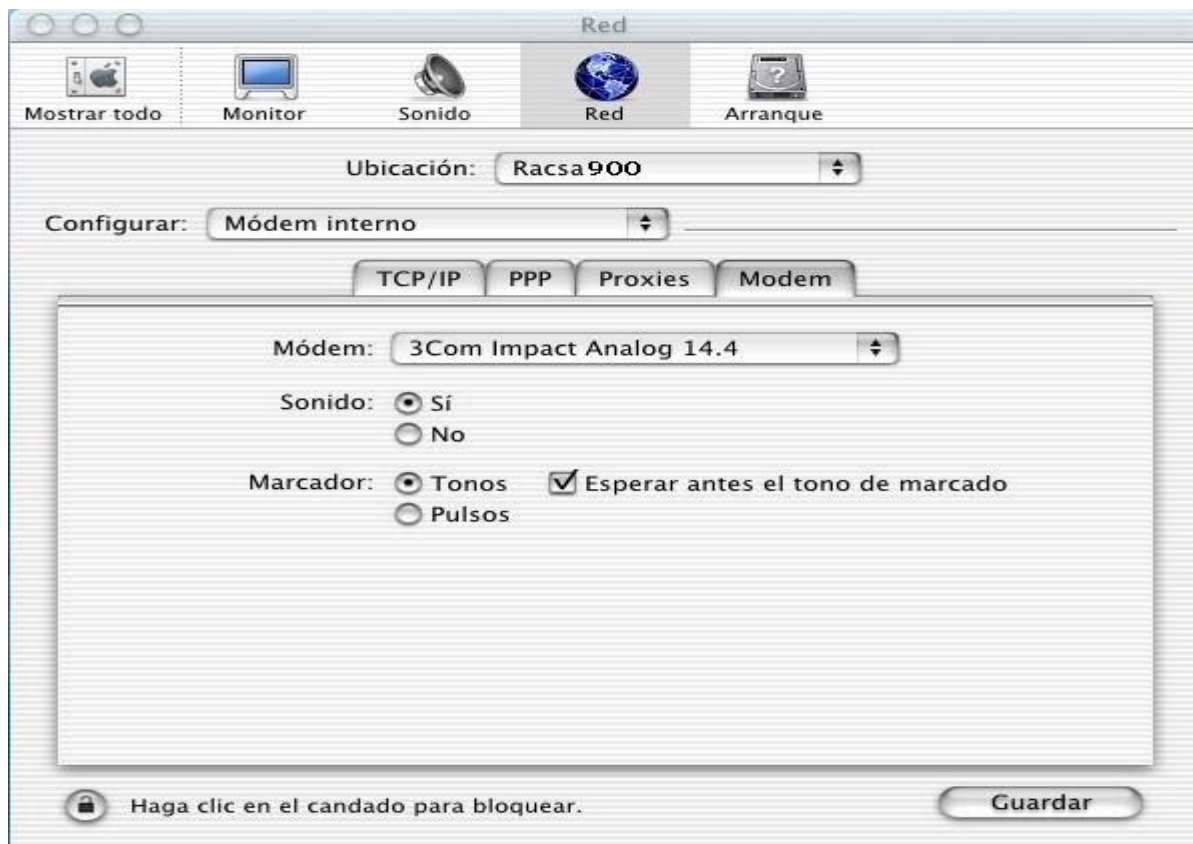 Red
Mostrar todo
Monitor
Sonido
Red
Arranque
Ubicación: Racsa900
Configurar: Módem interno
TCP/IP PPP Proxies Modem
Módem: 3Com Impact Analog 14.4
Sonido: Sí
No
Marcador: Tonos Esperar antes el tono de marcado
Pulsos
Haga clic en el candado para bloquear. Guardar